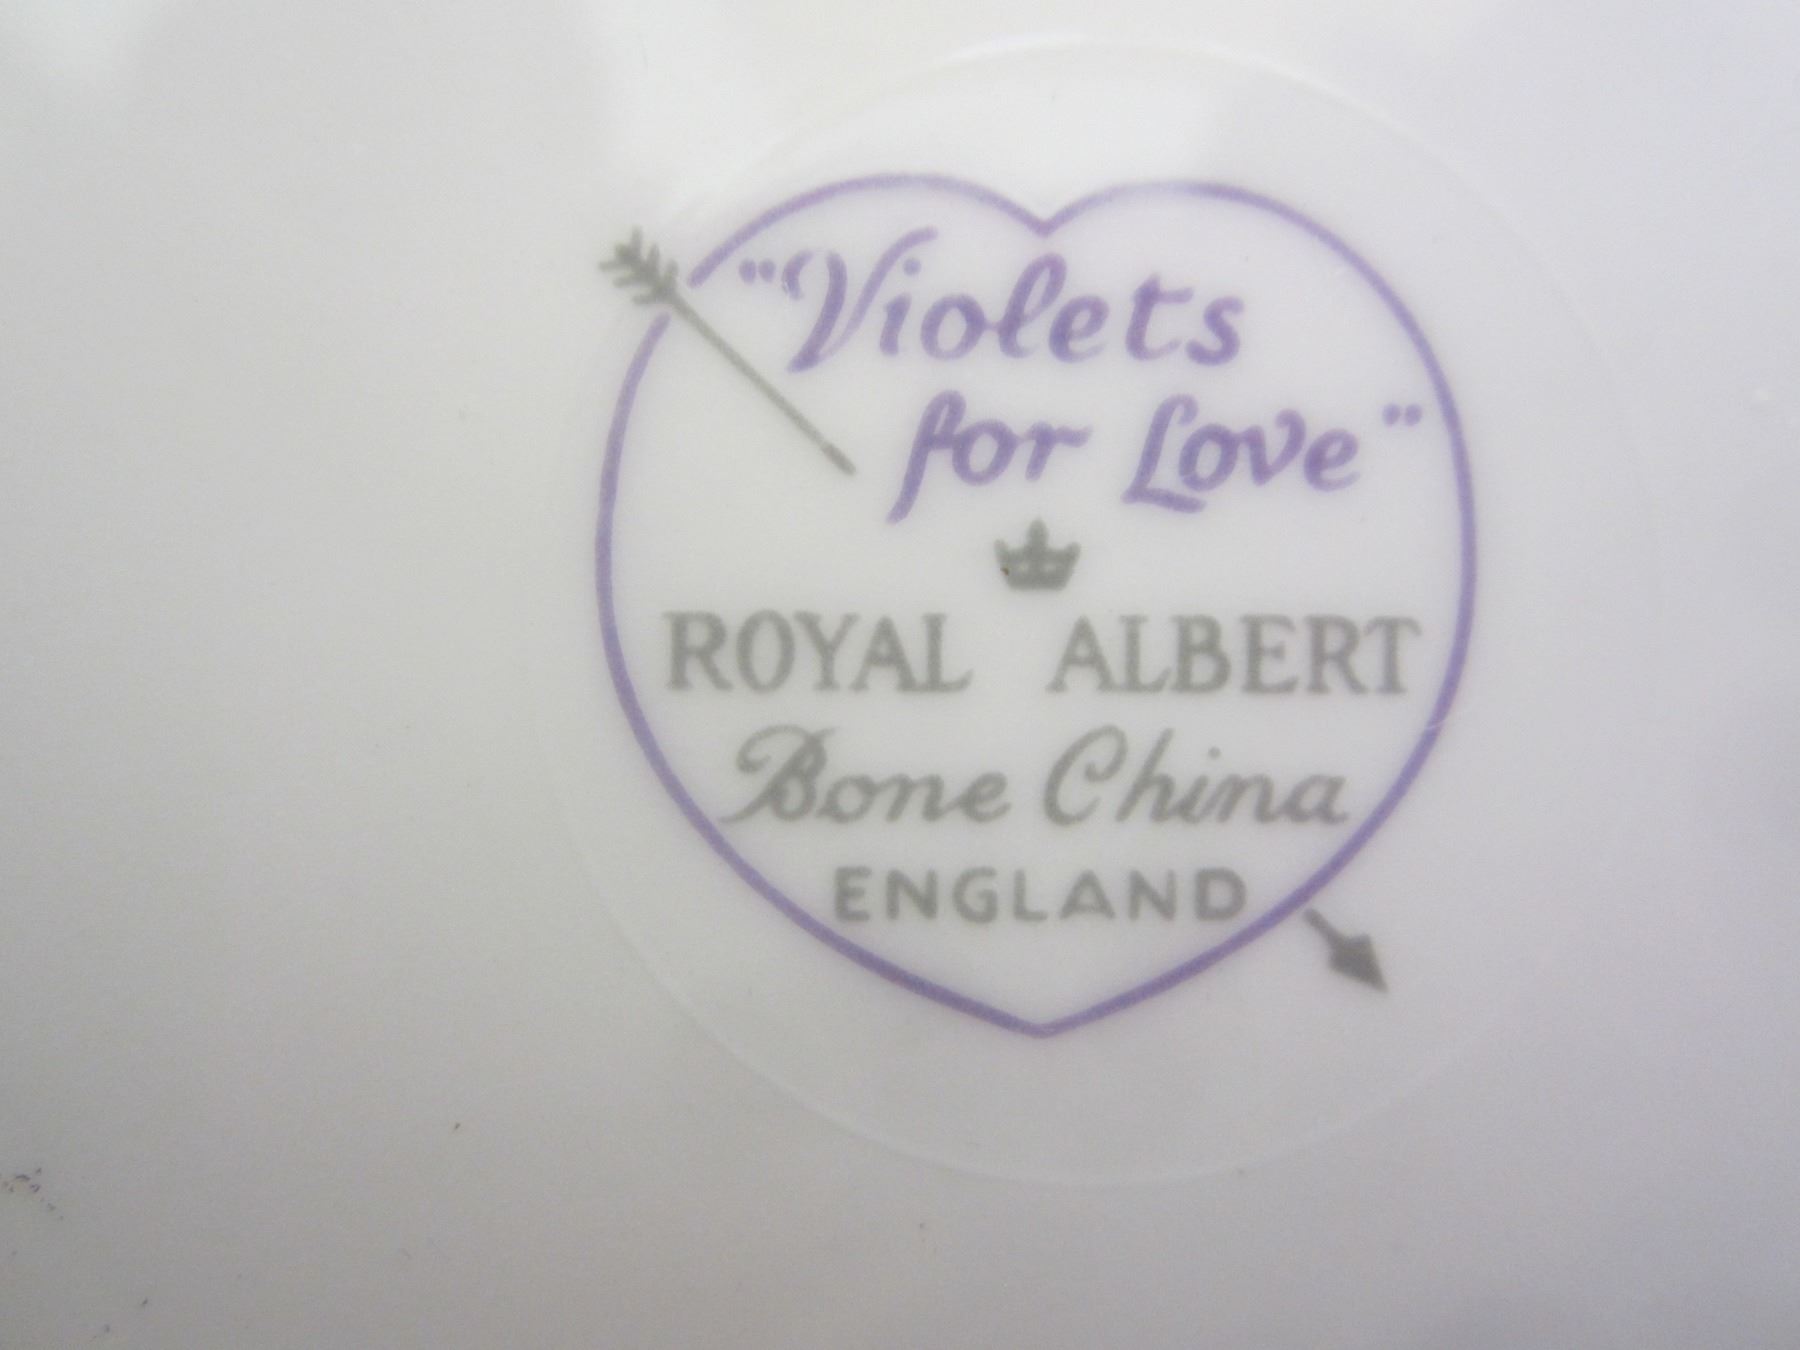 "Violets
for Love"
ROYAL ALBERT
Bone China
ENGLAND